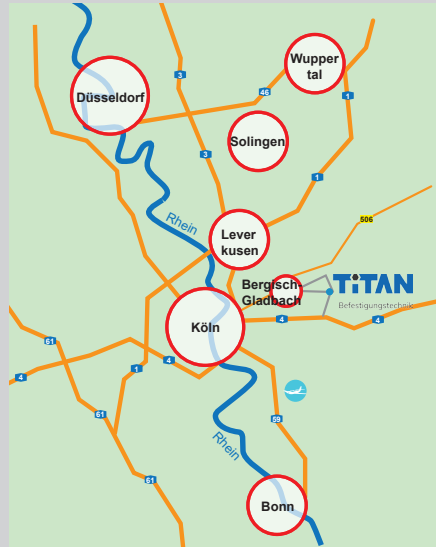 Düsseldorf
Wupper
tal
3
46
1
Solingen
3
1
Rhein
506
Lever
kusen
Bergisch-
Gladbach
TiTAN
Befestigungstechnik
Köln
4
4
61
4
1
4
61
59
Rhein
61
Bonn